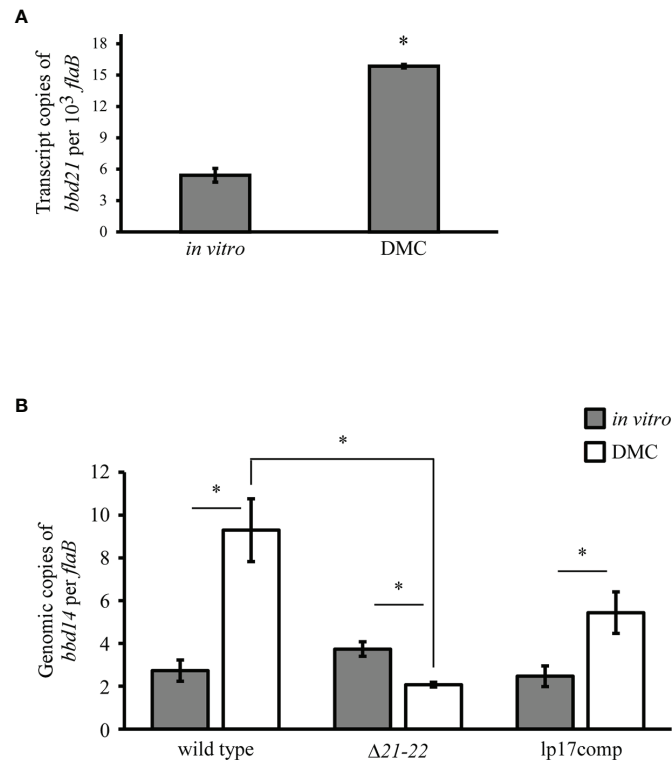 A
Transcript copies of
bbd21 per 10³ flaB
18
15
12
9
6
3
0
*
in vitro
DMC
B
in vitro
DMC
Genomic copies of
bbd14 per flaB
12
10
8
6
4
2
0
*
*
*
*
wild type
Δ21-22
lp17comp